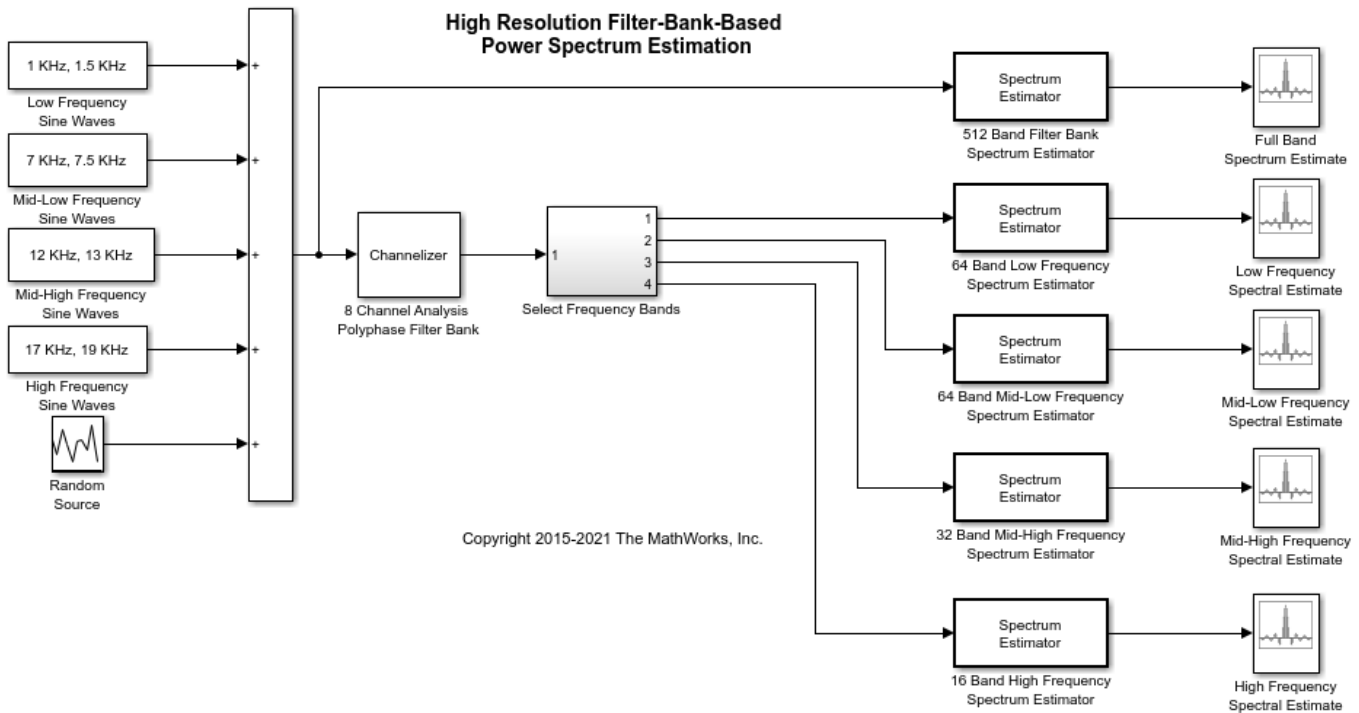 High Resolution Filter-Bank-Based
Power Spectrum Estimation
1 KHz, 1.5 KHz
Low Frequency
Sine Waves
7 KHz, 7.5 KHz
Mid-Low Frequency
Sine Waves
12 KHz, 13 KHz
Mid-High Frequency
Sine Waves
17 KHz, 19 KHz
High Frequency
Sine Waves
Random
Source
+
+
+
+
+
Channelizer
8 Channel Analysis
Polyphase Filter Bank
1
1
2
3
4
Select Frequency Bands
Spectrum
Estimator
512 Band Filter Bank
Spectrum Estimator
Full Band
Spectrum Estimate
Spectrum
Estimator
64 Band Low Frequency
Spectrum Estimator
Low Frequency
Spectral Estimate
Spectrum
Estimator
64 Band Mid-Low Frequency
Spectrum Estimator
Mid-Low Frequency
Spectral Estimate
Spectrum
Estimator
32 Band Mid-High Frequency
Spectrum Estimator
Mid-High Frequency
Spectral Estimate
Spectrum
Estimator
16 Band High Frequency
Spectrum Estimator
High Frequency
Spectral Estimate
Copyright 2015-2021 The MathWorks, Inc.